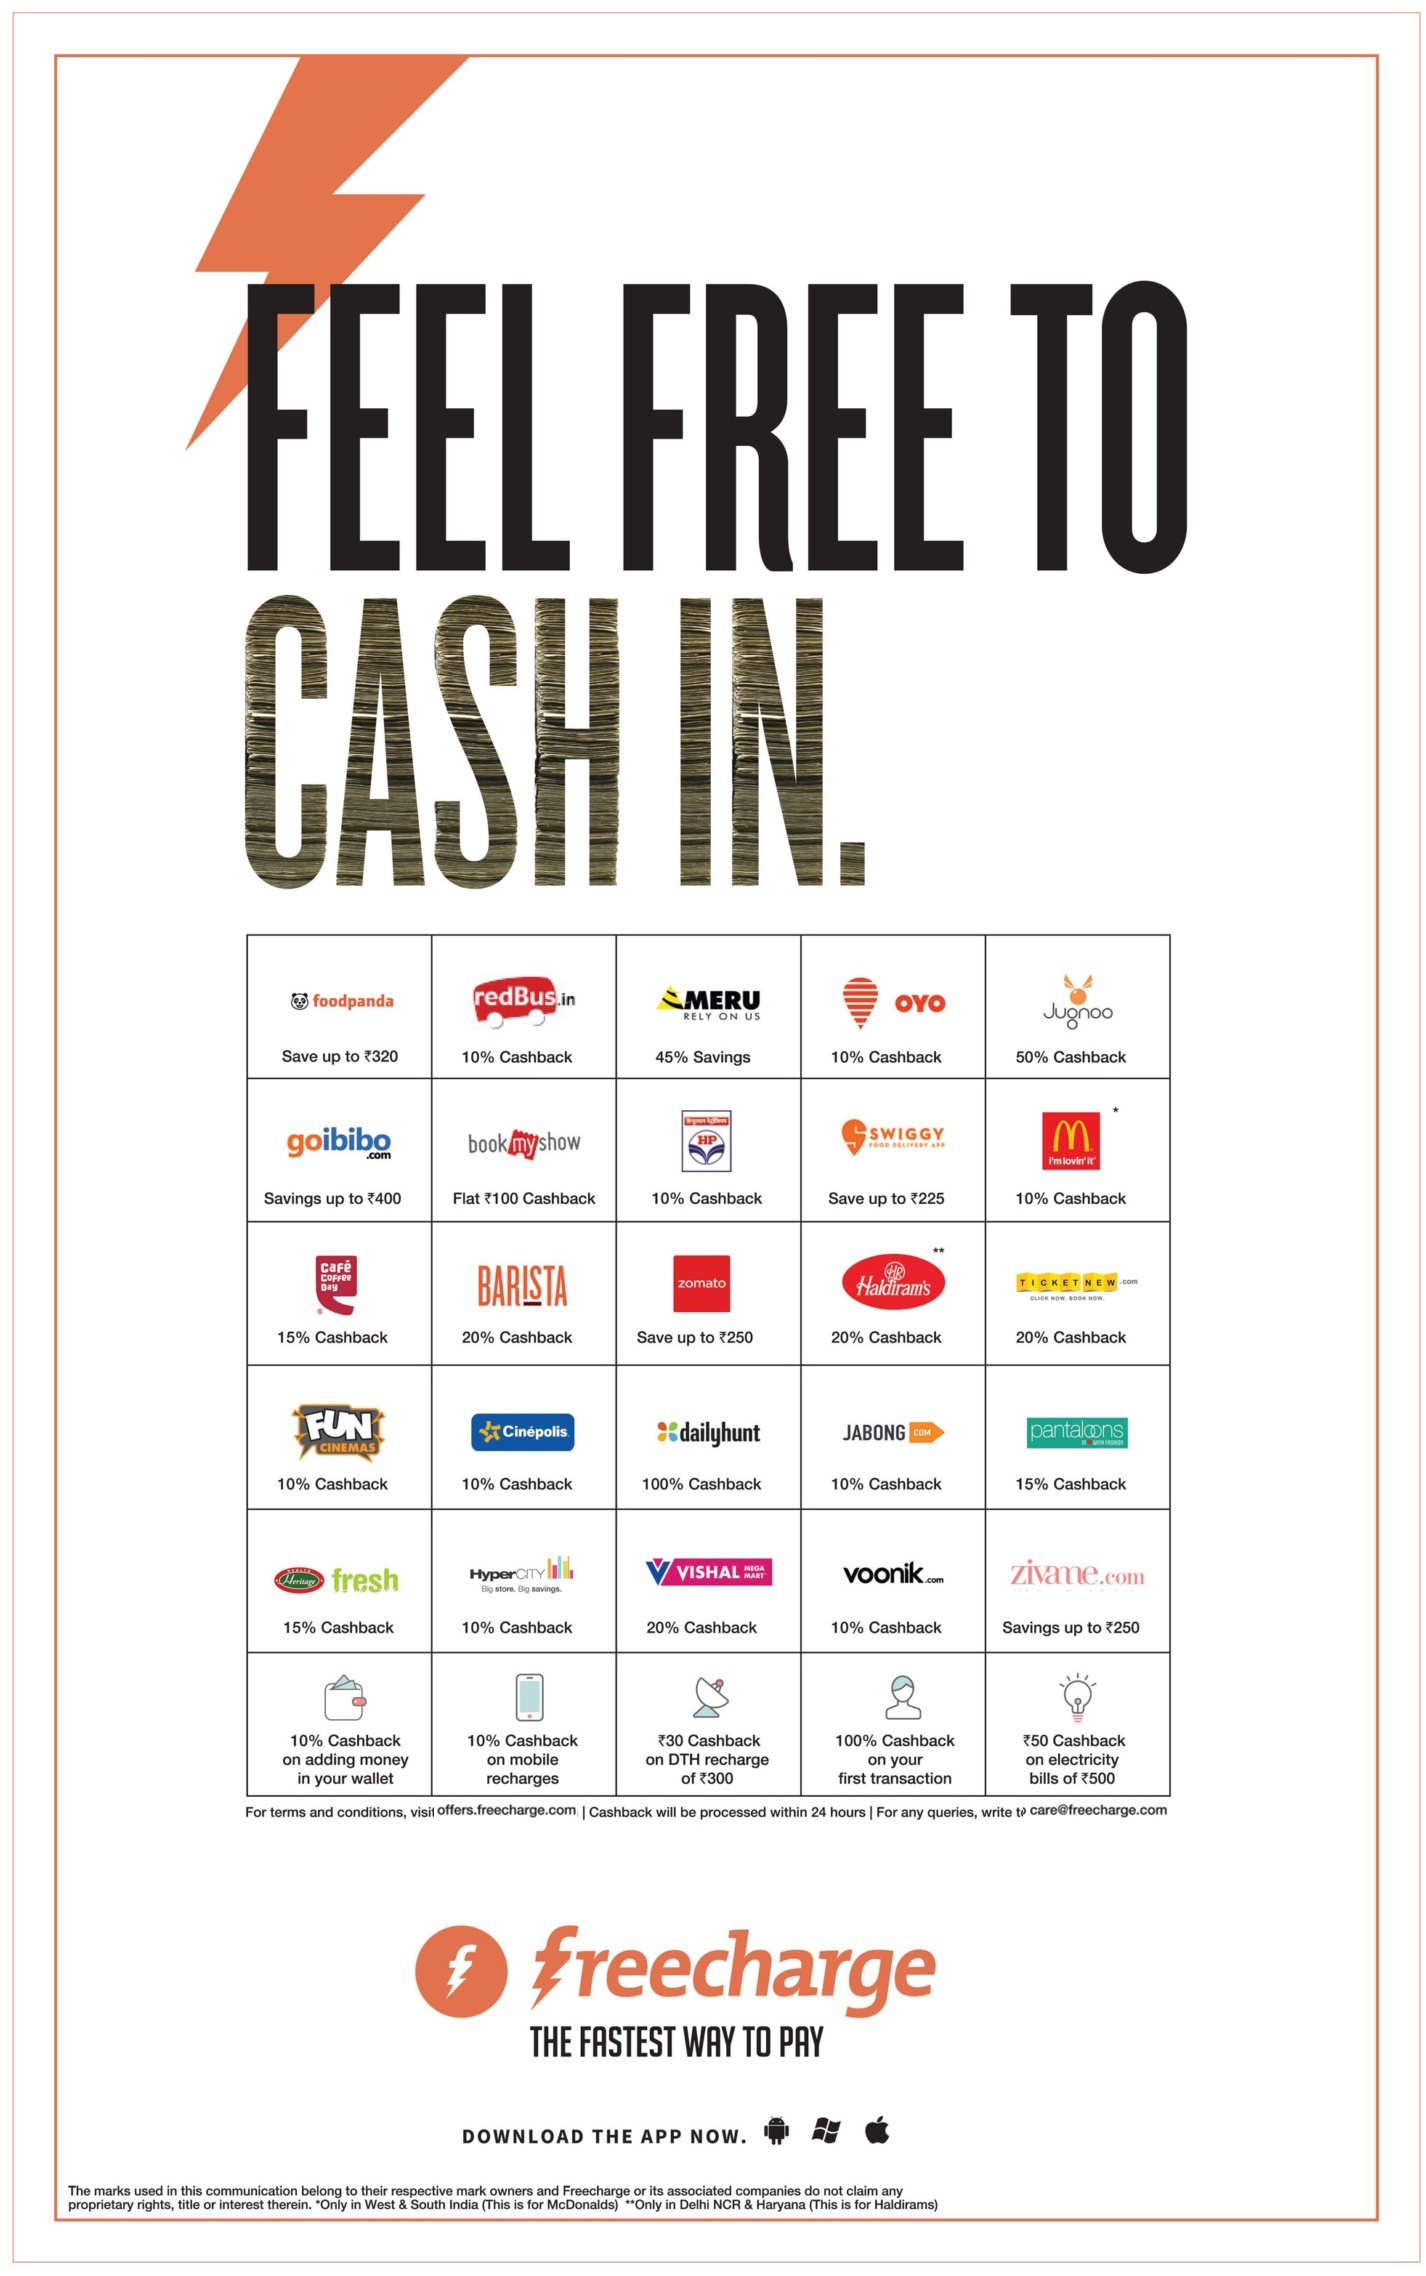 FEEL FREE TO
CASH IN.
foodpanda
Save up to ₹320
redBus.in
10% Cashback
MERU
RELY ON US
45% Savings
OYO
10% Cashback
Jugnoo
50% Cashback
goibibo
.com
Savings up to ₹400
bookmyshow
Flat ₹100 Cashback
हिन्दुस्तान पेट्रोलियम
HP
10% Cashback
SWIGGY
FOOD DELIVERY APP
Save up to ₹225
*
M
i'm lovin' it
10% Cashback
Café
Coffee
Day
15% Cashback
BARISTA
20% Cashback
zomato
Save up to ₹250
**
HR
Haldiram's
20% Cashback
TICKETNEW.com
CLICK NOW. BOOK NOW.
20% Cashback
FUN
CINEMAS
10% Cashback
Cinépolis
10% Cashback
dailyhunt
100% Cashback
JABONG COM
10% Cashback
pantaloons
15% Cashback
Heritage fresh
15% Cashback
HyperCITY
Big store. Big savings.
10% Cashback
VISHAL MEGA MART
20% Cashback
voonik.com
10% Cashback
zivame.com
Savings up to ₹250
10% Cashback
on adding money
in your wallet
10% Cashback
on mobile
recharges
₹30 Cashback
on DTH recharge
of ₹300
100% Cashback
on your
first transaction
₹50 Cashback
on electricity
bills of ₹500
For terms and conditions, visit offers.freecharge.com | Cashback will be processed within 24 hours | For any queries, write to care@freecharge.com
f freecharge
THE FASTEST WAY TO PAY
DOWNLOAD THE APP NOW.
The marks used in this communication belong to their respective mark owners and Freecharge or its associated companies do not claim any
proprietary rights, title or interest therein. *Only in West & South India (This is for McDonalds) **Only in Delhi NCR & Haryana (This is for Haldirams)